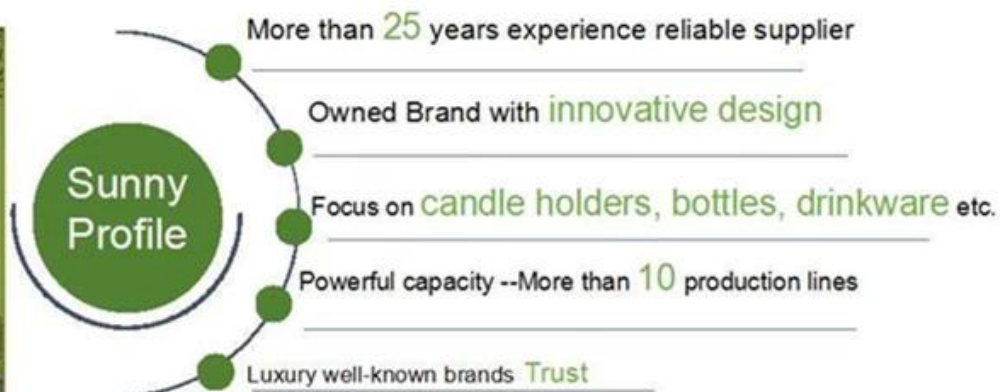 Sunny
Profile
More than 25 years experience reliable supplier
Owned Brand with innovative design
Focus on candle holders, bottles, drinkware etc.
Powerful capacity --More than 10 production lines
Luxury well-known brands Trust